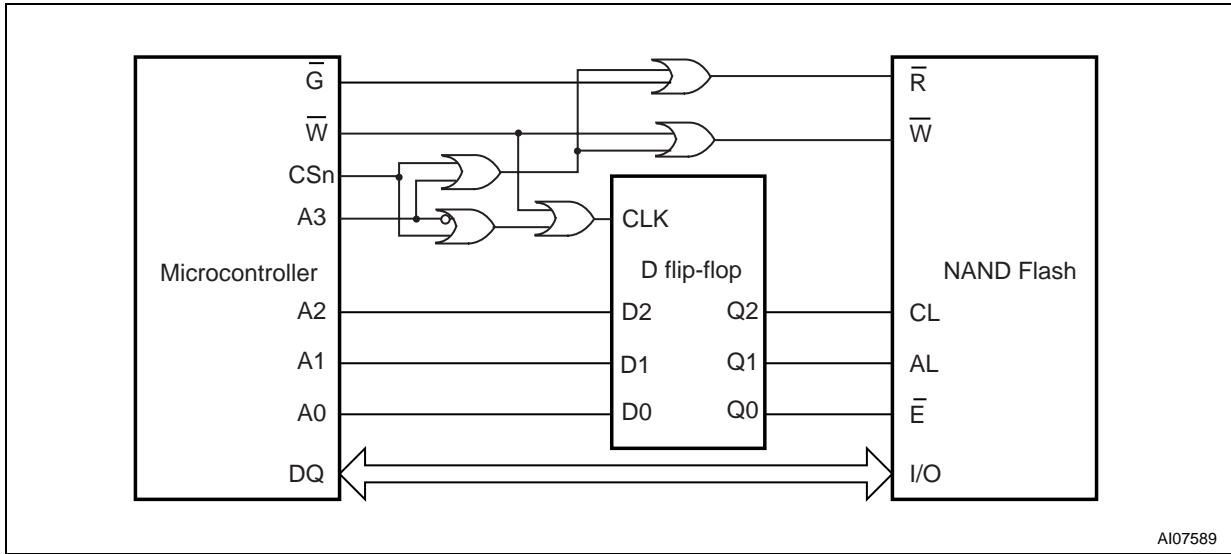 G̅
W̅
CSn
A3
Microcontroller
A2
A1
A0
DQ
CLK
D flip-flop
D2 Q2
D1 Q1
D0 Q0
R̅
W̅
NAND Flash
CL
AL
E̅
I/O
AI07589